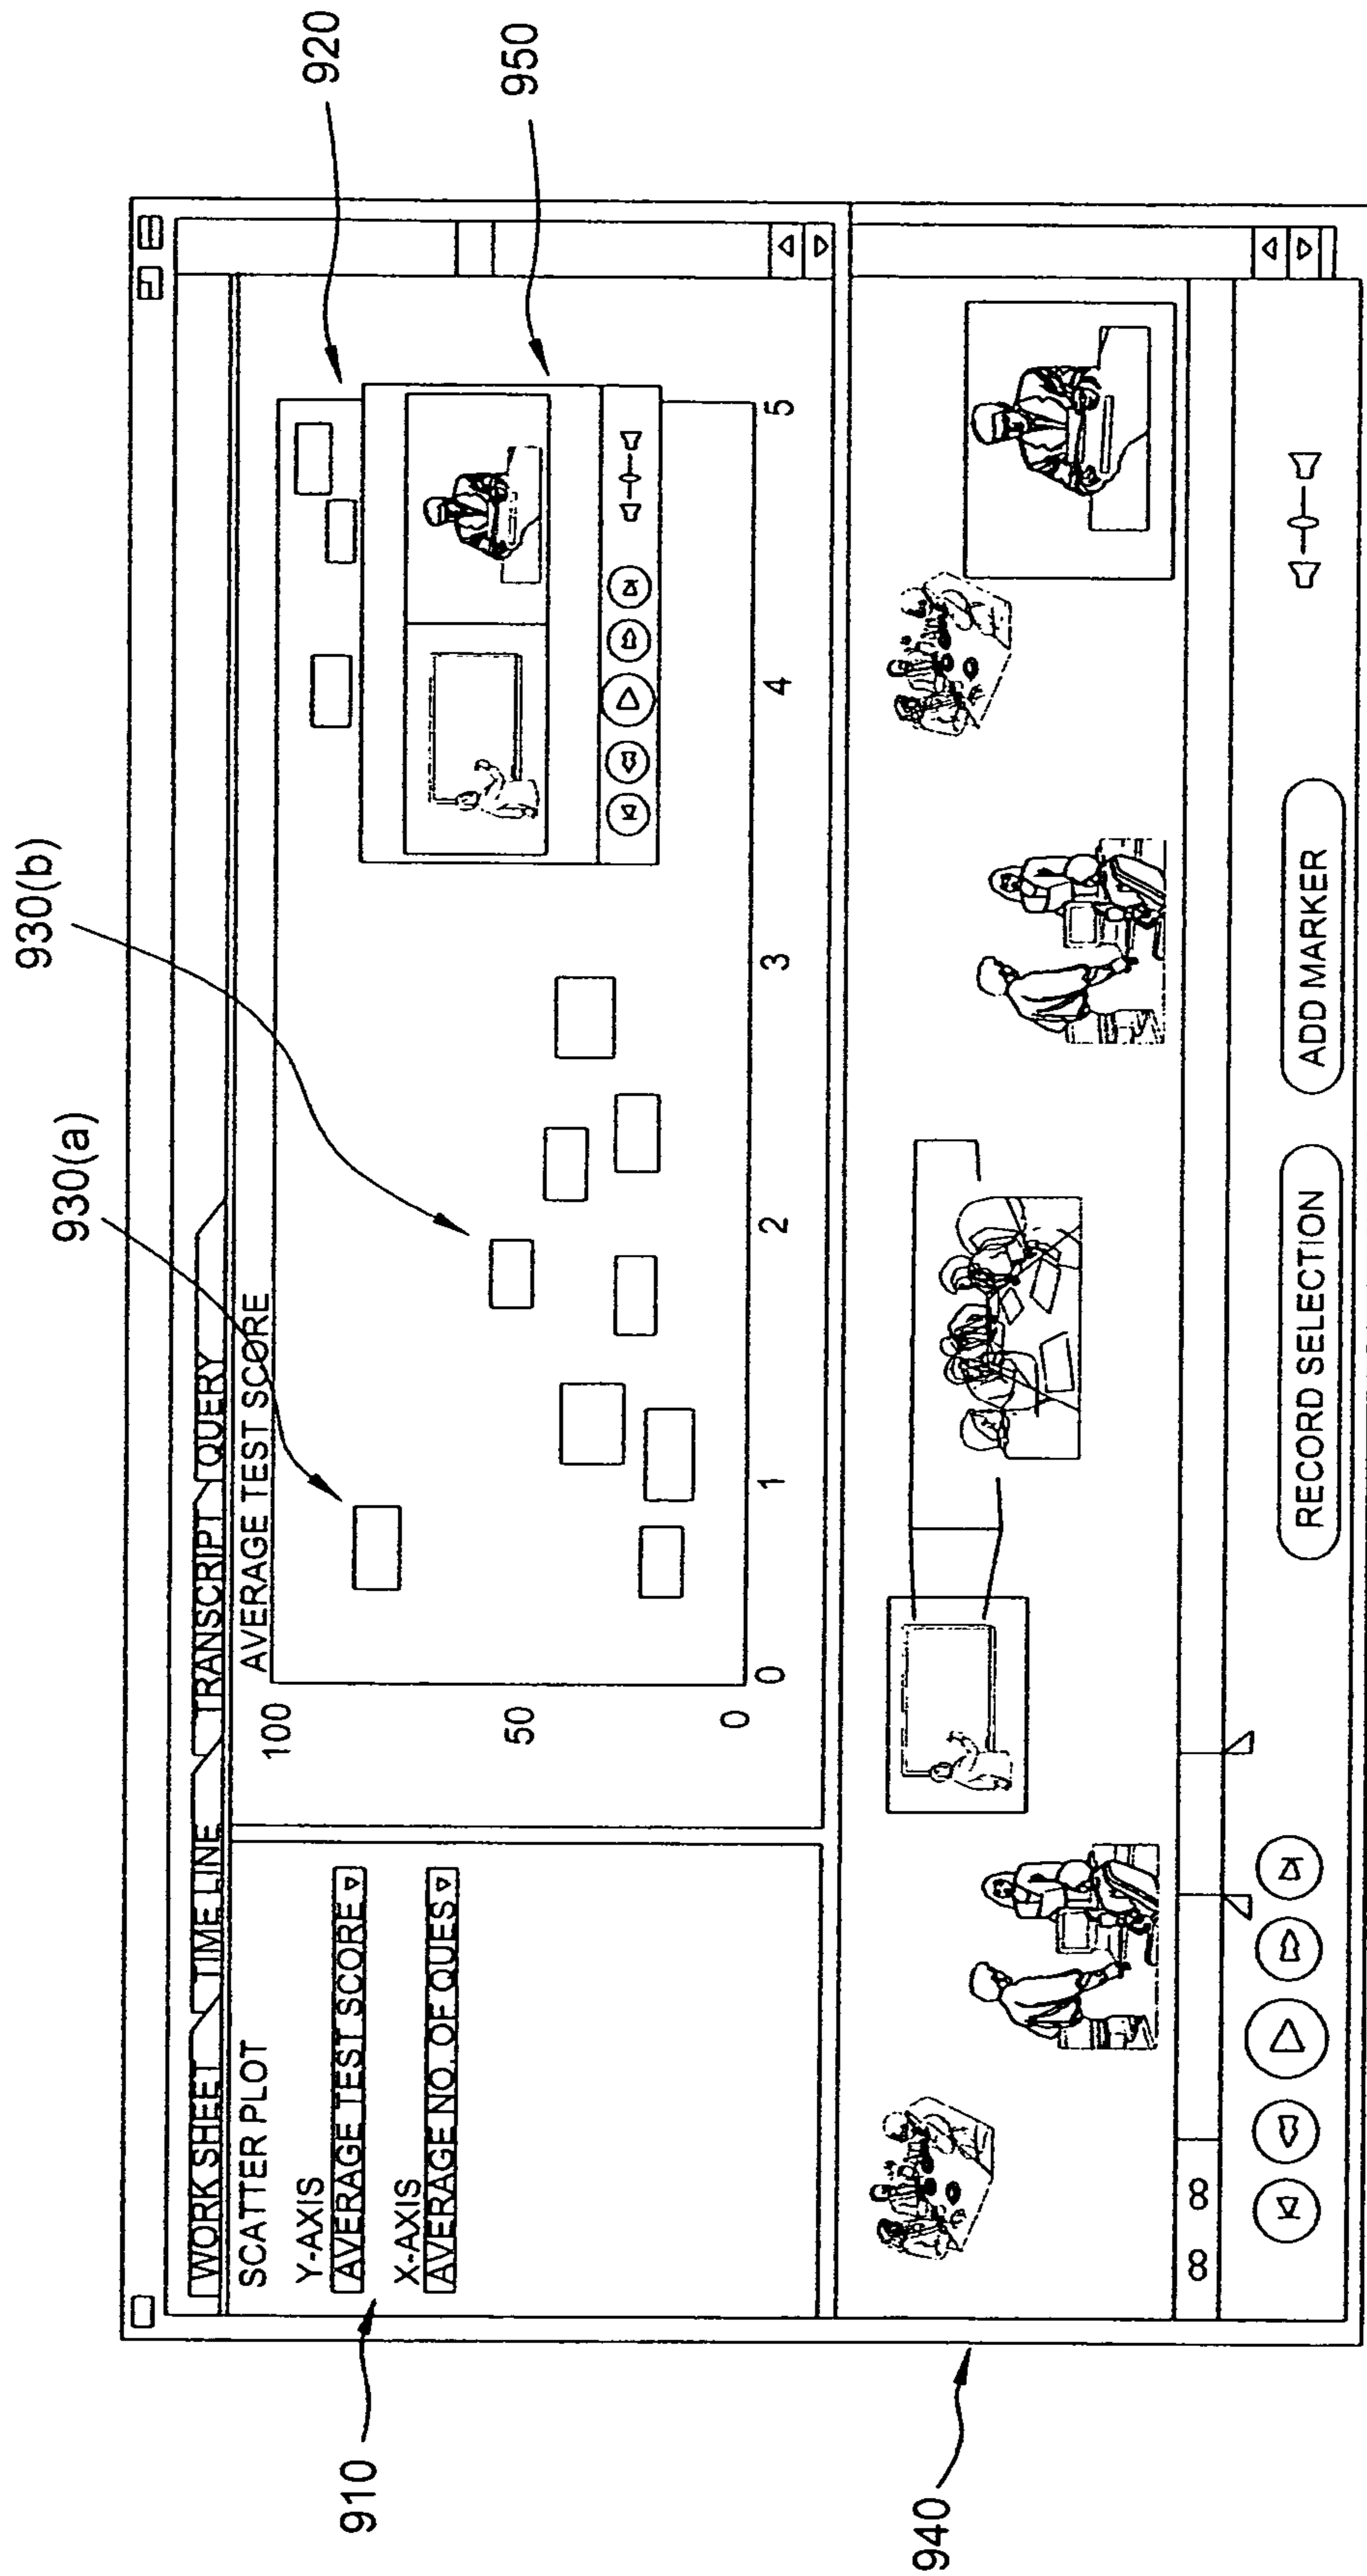 930(a)
930(b)
920
950
910
940
WORK SHEET
TIME LINE
TRANSCRIPT
QUERY
SCATTER PLOT
Y-AXIS
AVERAGE TEST SCORE
X-AXIS
AVERAGE NO. OF QUES
AVERAGE TEST SCORE
100
50
0
0 1 2 3 4 5
8 8
RECORD SELECTION
ADD MARKER